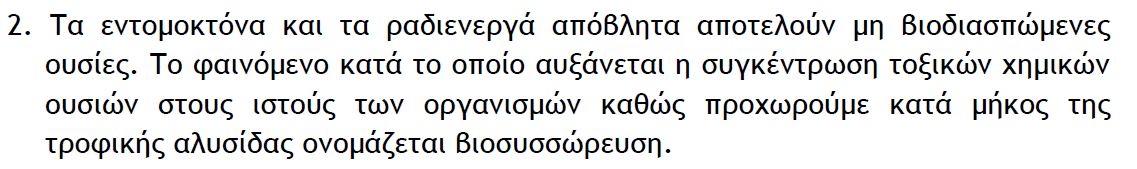 2. Τα εντομοκτόνα και τα ραδιενεργά απόβλητα αποτελούν μη βιοδιασπώμενες
ουσίες. Το φαινόμενο κατά το οποίο αυξάνεται η συγκέντρωση τοξικών χημικών
ουσιών στους ιστούς των οργανισμών καθώς προχωρούμε κατά μήκος της
τροφικής αλυσίδας ονομάζεται βιοσυσσώρευση.